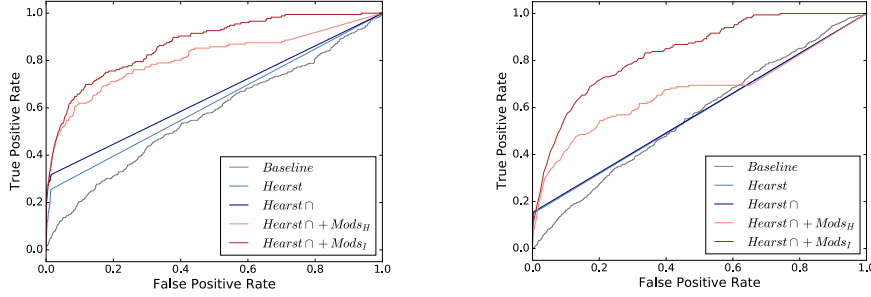 True Positive Rate
1.0
0.8
0.6
0.4
0.2
0.0
0.0 0.2 0.4 0.6 0.8 1.0
False Positive Rate
Baseline
Hearst
Hearst ∩
Hearst ∩ + Mods_H
Hearst ∩ + Mods_I
True Positive Rate
1.0
0.8
0.6
0.4
0.2
0.0
0.0 0.2 0.4 0.6 0.8 1.0
False Positive Rate
Baseline
Hearst
Hearst ∩
Hearst ∩ + Mods_H
Hearst ∩ + Mods_I